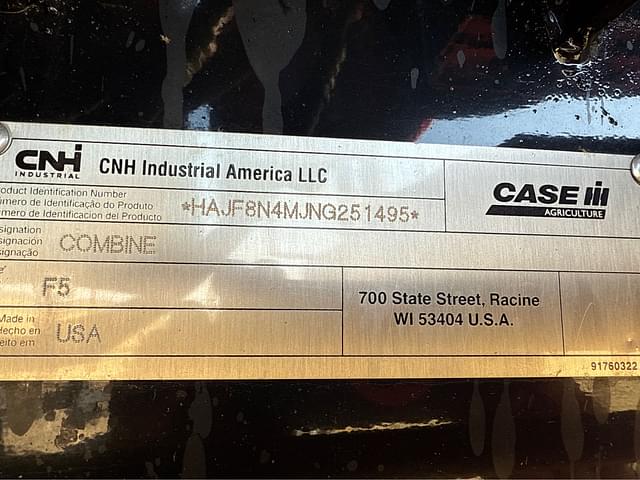 CNH
INDUSTRIAL
CNH Industrial America LLC
CASE IH
AGRICULTURE
roduct Identification Number
úmero de Identificação do Produto
úmero de Identificacion del Producto
*HAJF8N4MJNG251495*
signation
signación
signação
COMBINE
F5
Made in
Hecho en
eito em
USA
700 State Street, Racine
WI 53404 U.S.A.
91760322